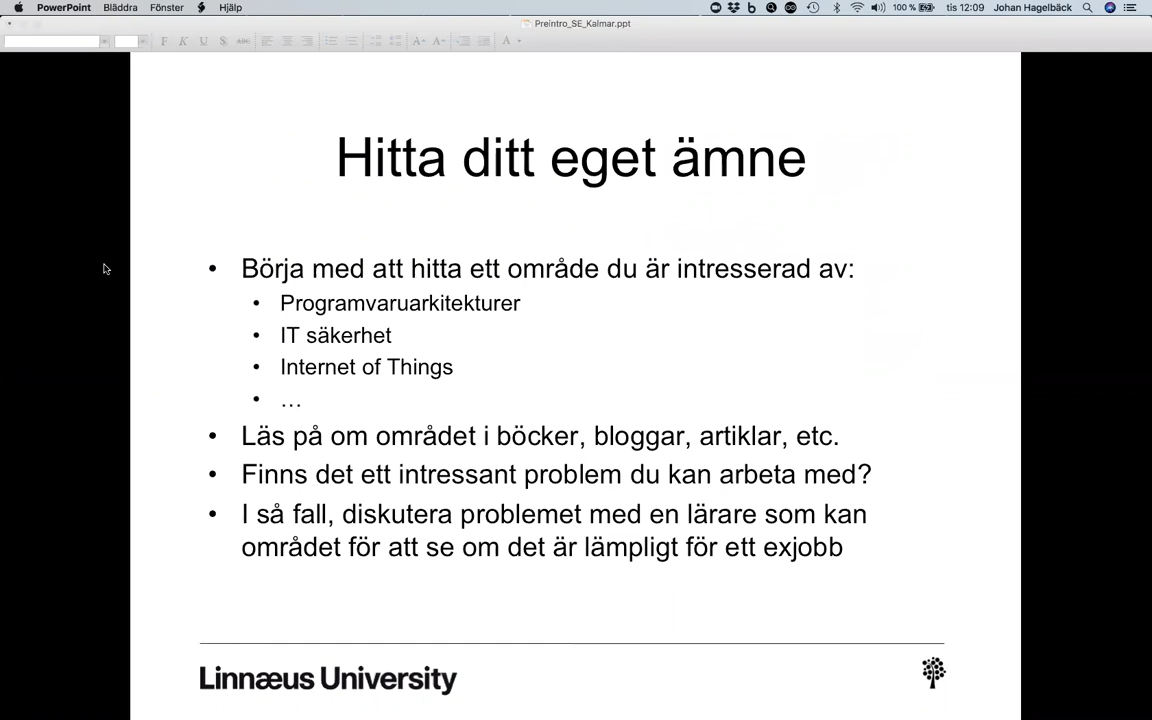 PowerPoint Bläddra Fönster Hjälp 100 % tis 12:09 Johan Hagelbäck
Preintro_SE_Kalmar.ppt
F K U S ABC A A A
Hitta ditt eget ämne
• Börja med att hitta ett område du är intresserad av:
• Programvaruarkitekturer
• IT säkerhet
• Internet of Things
• …
• Läs på om området i böcker, bloggar, artiklar, etc.
• Finns det ett intressant problem du kan arbeta med?
• I så fall, diskutera problemet med en lärare som kan
området för att se om det är lämpligt för ett exjobb
Linnæus University